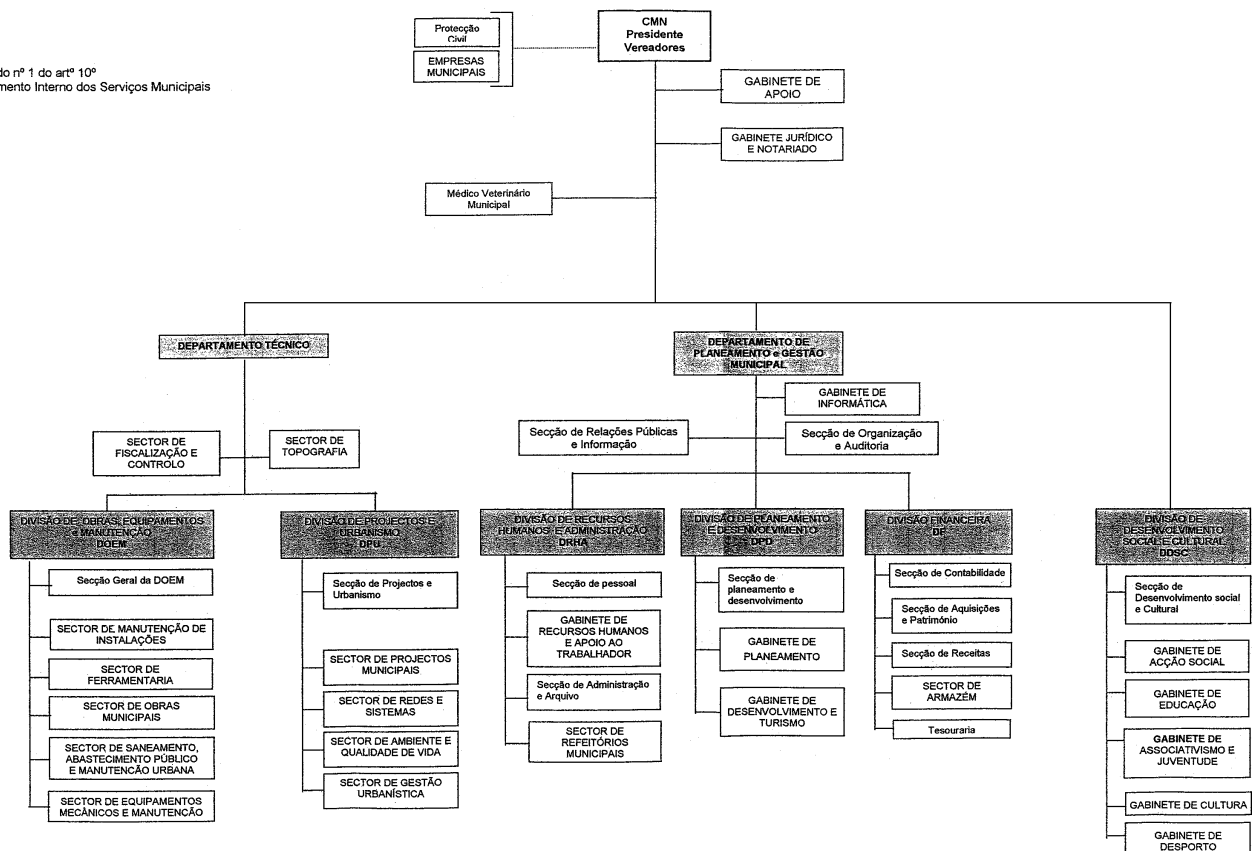 CMN
Presidente
Vereadores
Protecção
Civil
EMPRESAS
MUNICIPAIS
do nº 1 do artº 10º
mento Interno dos Serviços Municipais
GABINETE DE
APOIO
GABINETE JURÍDICO
E NOTARIADO
Médico Veterinário
Municipal
DEPARTAMENTO TÉCNICO
DEPARTAMENTO DE
PLANEAMENTO e GESTÃO
MUNICIPAL
GABINETE DE
INFORMÁTICA
Secção de Relações Públicas
e Informação
Secção de Organização
e Auditoria
SECTOR DE
FISCALIZAÇÃO E
CONTROLO
SECTOR DE
TOPOGRAFIA
DIVISÃO DE OBRAS, EQUIPAMENTOS
e MANUTENÇÃO
DOEM
Secção Geral da DOEM
SECTOR DE MANUTENÇÃO DE
INSTALAÇÕES
SECTOR DE
FERRAMENTARIA
SECTOR DE OBRAS
MUNICIPAIS
SECTOR DE SANEAMENTO,
ABASTECIMENTO PÚBLICO
E MANUTENÇÃO URBANA
SECTOR DE EQUIPAMENTOS
MECÂNICOS E MANUTENÇÃO
DIVISÃO DE PROJECTOS E
URBANISMO
DPU
Secção de Projectos e
Urbanismo
SECTOR DE PROJECTOS
MUNICIPAIS
SECTOR DE REDES E
SISTEMAS
SECTOR DE AMBIENTE E
QUALIDADE DE VIDA
SECTOR DE GESTÃO
URBANÍSTICA
DIVISÃO DE RECURSOS
HUMANOS E ADMINISTRAÇÃO
DRHA
Secção de pessoal
GABINETE DE
RECURSOS HUMANOS
E APOIO AO
TRABALHADOR
Secção de Administração
e Arquivo
SECTOR DE
REFEITÓRIOS
MUNICIPAIS
DIVISÃO DE PLANEAMENTO
E DESENVOLVIMENTO
DPD
Secção de
planeamento e
desenvolvimento
GABINETE DE
PLANEAMENTO
GABINETE DE
DESENVOLVIMENTO E
TURISMO
DIVISÃO FINANCEIRA
DF
Secção de Contabilidade
Secção de Aquisições
e Património
Secção de Receitas
SECTOR DE
ARMAZÉM
Tesouraria
DIVISÃO DE
DESENVOLVIMENTO
SOCIAL E CULTURAL
DDSC
Secção de
Desenvolvimento social
e Cultural
GABINETE DE
ACÇÃO SOCIAL
GABINETE DE
EDUCAÇÃO
GABINETE DE
ASSOCIATIVISMO E
JUVENTUDE
GABINETE DE CULTURA
GABINETE DE
DESPORTO